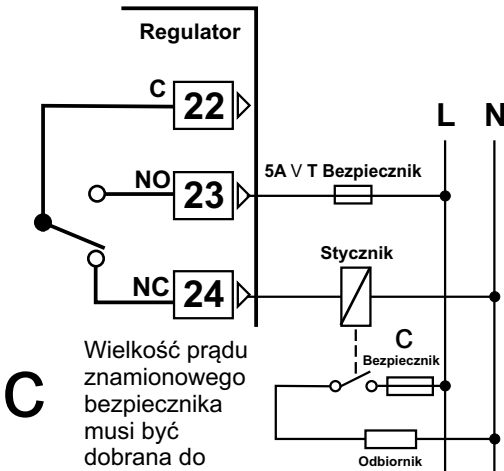 Regulator
C
22
L N
NO
23
5A V T Bezpiecznik
Stycznik
NC
24
C
Bezpiecznik
Odbiornik
C
Wielkość prądu
znamionowego
bezpiecznika
musi być
dobrana do